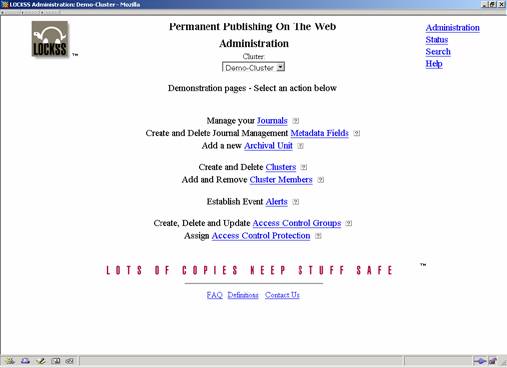 LOCKSS Administration: Demo-Cluster - Mozilla
LOCKSS
™
Permanent Publishing On The Web
Administration
Cluster:
Demo-Cluster
Administration
Status
Search
Help
Demonstration pages - Select an action below
Manage your Journals ?
Create and Delete Journal Management Metadata Fields ?
Add a new Archival Unit ?
Create and Delete Clusters ?
Add and Remove Cluster Members ?
Establish Event Alerts ?
Create, Delete and Update Access Control Groups ?
Assign Access Control Protection ?
LOTS OF COPIES KEEP STUFF SAFE ™
FAQ Definitions Contact Us